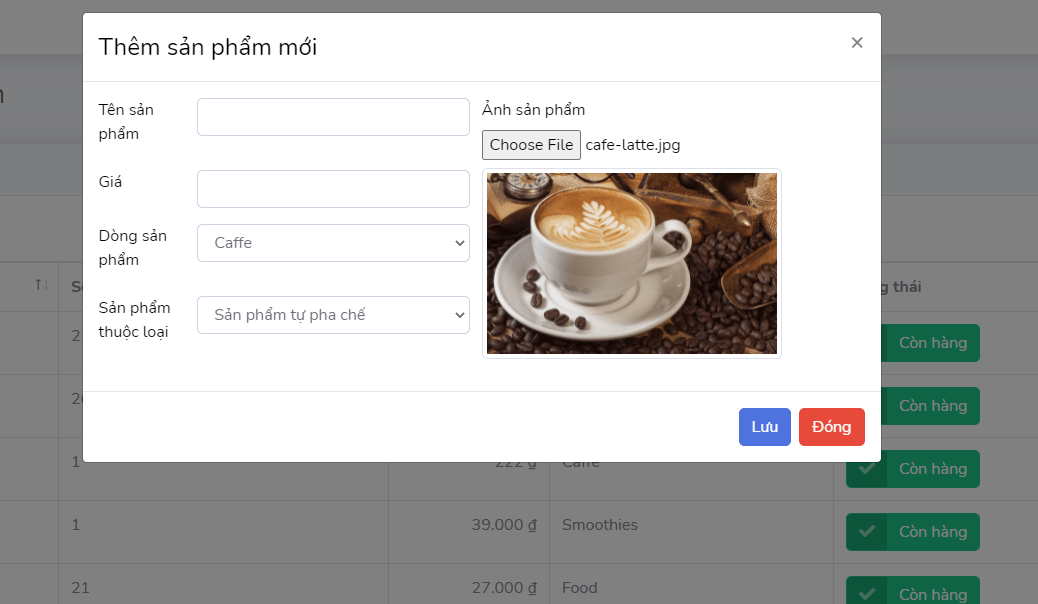 Thêm sản phẩm mới
×
Tên sản
phẩm
Ảnh sản phẩm
Choose File cafe-latte.jpg
Giá
Dòng sản
phẩm
Caffe
Sản phẩm
thuộc loại
Sản phẩm tự pha chế
Lưu
Đóng
thái
2
Còn hàng
Còn hàng
1
222 ₫
Caffe
Còn hàng
1
39.000 ₫
Smoothies
Còn hàng
21
27.000 ₫
Food
Còn hàng